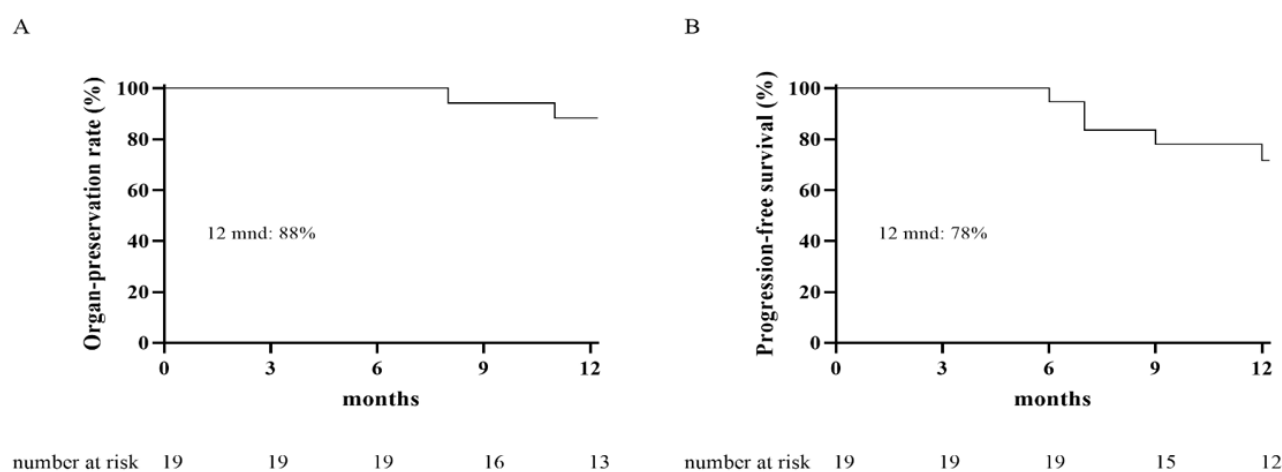 A
Organ-preservation rate (%)
100
80
60
40
20
0
12 mnd: 88%
0 3 6 9 12
months
number at risk 19 19 19 16 13
B
Progression-free survival (%)
100
80
60
40
20
0
12 mnd: 78%
0 3 6 9 12
months
number at risk 19 19 19 15 12